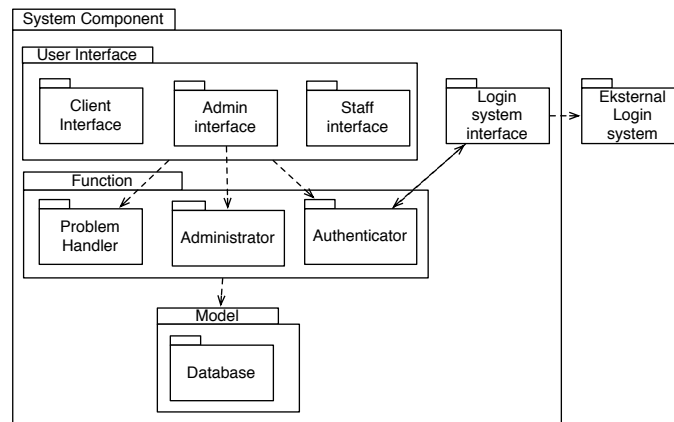 System Component
User Interface
Client
Interface
Admin
interface
Staff
interface
Login
system
interface
Eksternal
Login
system
Function
Problem
Handler
Administrator
Authenticator
Model
Database